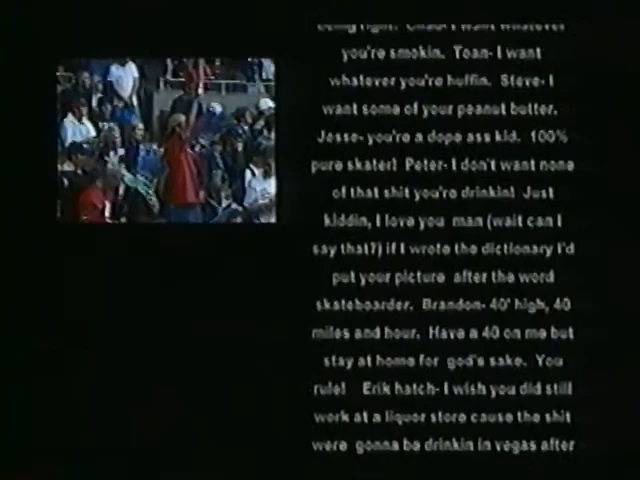 you're smokin. Toan- I want
whatever you're huffin. Steve- I
want some of your peanut butter.
Jesse- you're a dope ass kid. 100%
pure skater! Peter- I don't want none
of that shit you're drinkin! Just
kiddin, I love you man (wait can I
say that?) if I wrote the dictionary I'd
put your picture after the word
skateboarder. Brandon- 40' high, 40
miles and hour. Have a 40 on me but
stay at home for god's sake. You
rule! Erik hatch- I wish you did still
work at a liquor store cause the shit
were gonna be drinkin in vegas after